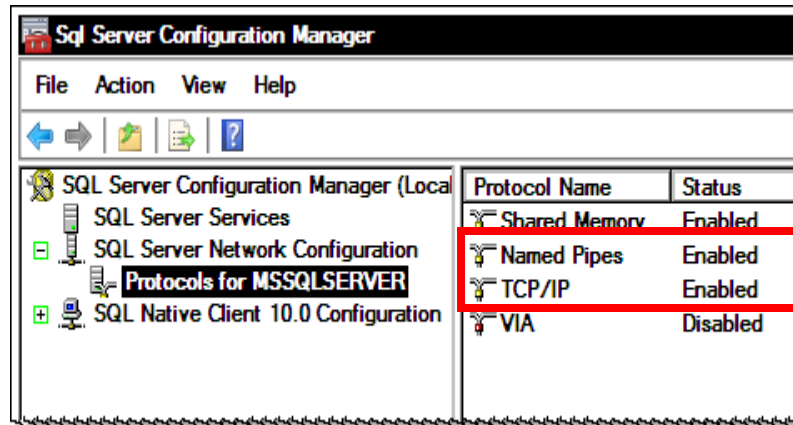 Sql Server Configuration Manager
File Action View Help
SQL Server Configuration Manager (Local
SQL Server Services
SQL Server Network Configuration
Protocols for MSSQLSERVER
SQL Native Client 10.0 Configuration
Protocol Name Status
Shared Memory Enabled
Named Pipes Enabled
TCP/IP Enabled
VIA Disabled